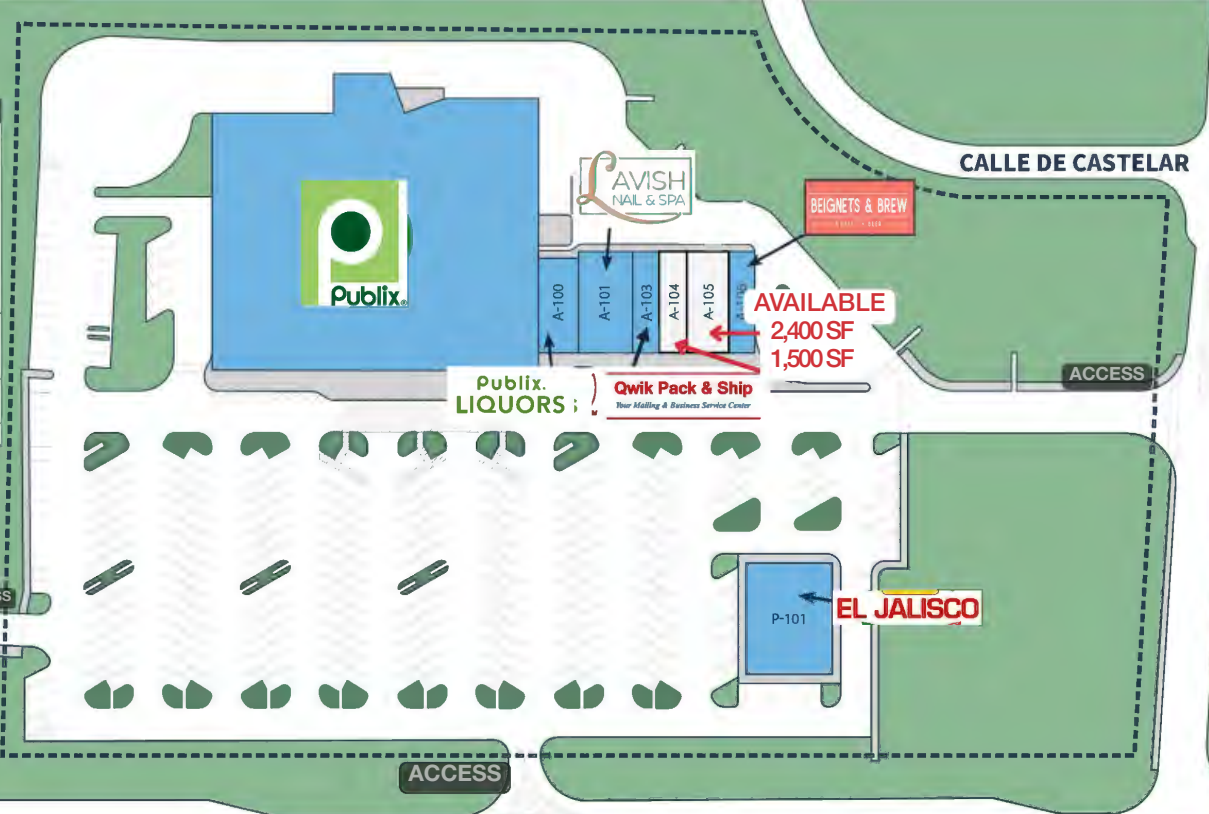 CALLE DE CASTELAR
LAVISH
NAIL & SPA
BEIGNETS & BREW
Publix.
A-100
A-101
A-103
A-104
A-105
AVAILABLE
2,400 SF
1,500 SF
ACCESS
Publix.
LIQUORS
Qwik Pack & Ship
Your Mailing & Business Service Center
P-101
EL JALISCO
ACCESS